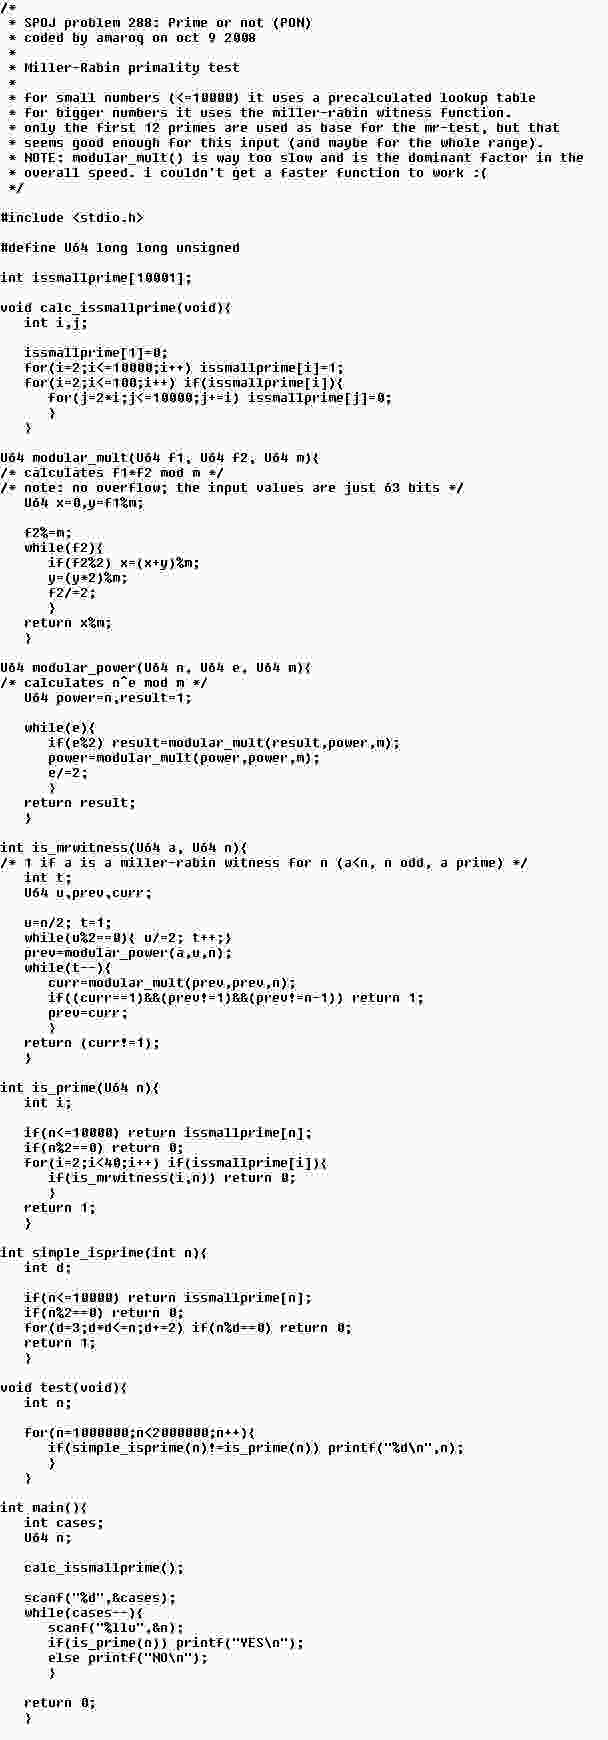 /*
 * SPOJ problem 288: Prime or not (PON)
 * coded by amaroq on oct 9 2008
 *
 * Miller-Rabin primality test
 *
 * for small numbers (<=10000) it uses a precalculated lookup table
 * for bigger numbers it uses the miller-rabin witness function.
 * only the first 12 primes are used as base for the mr-test, but that
 * seems good enough for this input (and maybe for the whole range).
 * NOTE: modular_mult() is way too slow and is the dominant factor in the
 * overall speed. i couldn't get a faster function to work :(
 */

#include <stdio.h>

#define U64 long long unsigned

int issmallprime[10001];

void calc_issmallprime(void){
   int i,j;

   issmallprime[1]=0;
   for(i=2;i<=10000;i++) issmallprime[i]=1;
   for(i=2;i<=100;i++) if(issmallprime[i]){
      for(j=2*i;j<=10000;j+=i) issmallprime[j]=0;
      }
   }

U64 modular_mult(U64 f1, U64 f2, U64 m){
/* calculates f1*f2 mod m */
/* note: no overflow; the input values are just 63 bits */
   U64 x=0,y=f1%m;

   f2%=m;
   while(f2){
      if(f2%2) x=(x+y)%m;
      y=(y*2)%m;
      f2/=2;
      }
   return x%m;
   }

U64 modular_power(U64 n, U64 e, U64 m){
/* calculates n^e mod m */
   U64 power=n,result=1;

   while(e){
      if(e%2) result=modular_mult(result,power,m);
      power=modular_mult(power,power,m);
      e/=2;
      }
   return result;
   }

int is_mrwitness(U64 a, U64 n){
/* 1 if a is a miller-rabin witness for n (a<n, n odd, a prime) */
   int t;
   U64 u,prev,curr;

   u=n/2; t=1;
   while(u%2==0){ u/=2; t++;}
   prev=modular_power(a,u,n);
   while(t--){
      curr=modular_mult(prev,prev,n);
      if((curr==1)&&(prev!=1)&&(prev!=n-1)) return 1;
      prev=curr;
      }
   return (curr!=1);
   }

int is_prime(U64 n){
   int i;

   if(n<=10000) return issmallprime[n];
   if(n%2==0) return 0;
   for(i=2;i<40;i++) if(issmallprime[i]){
      if(is_mrwitness(i,n)) return 0;
      }
   return 1;
   }

int simple_isprime(int n){
   int d;

   if(n<=10000) return issmallprime[n];
   if(n%2==0) return 0;
   for(d=3;d*d<=n;d+=2) if(n%d==0) return 0;
   return 1;
   }

void test(void){
   int n;

   for(n=1000000;n<2000000;n++){
      if(simple_isprime(n)!=is_prime(n)) printf("%d\n",n);
      }
   }

int main(){
   int cases;
   U64 n;

   calc_issmallprime();

   scanf("%d",&cases);
   while(cases--){
      scanf("%llu",&n);
      if(is_prime(n)) printf("YES\n");
      else printf("NO\n");
      }

   return 0;
   }